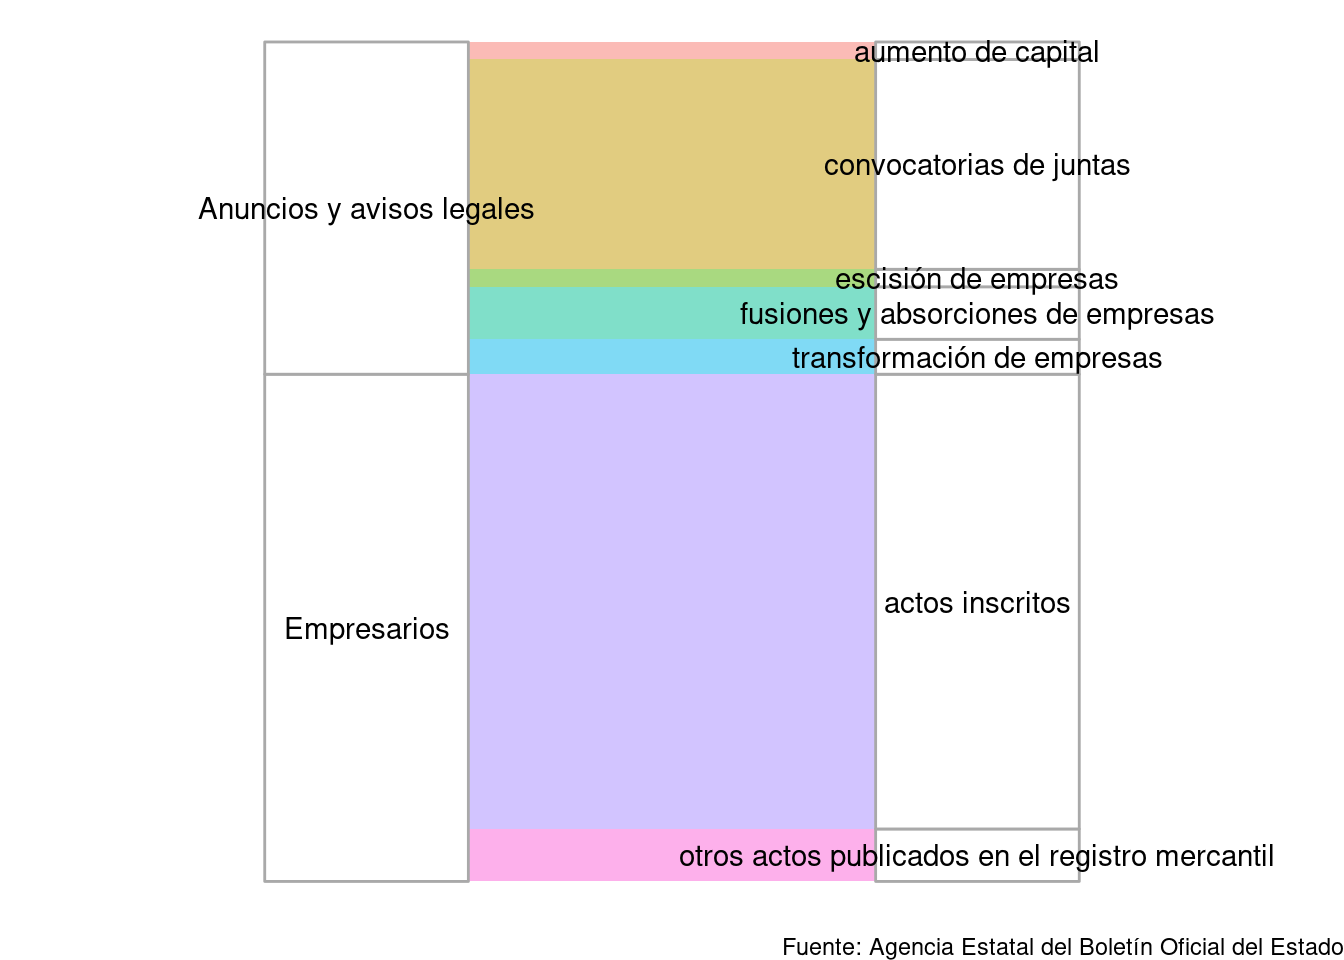 aumento de capital
convocatorias de juntas
Anuncios y avisos legales
escisión de empresas
fusiones y absorciones de empresas
transformación de empresas
actos inscritos
Empresarios
otros actos publicados en el registro mercantil
Fuente: Agencia Estatal del Boletín Oficial del Estado